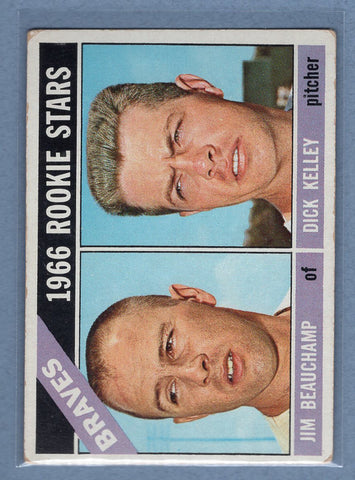 BRAVES
1966 ROOKIE STARS
JIM BEAUCHAMP
of
DICK KELLEY
pitcher